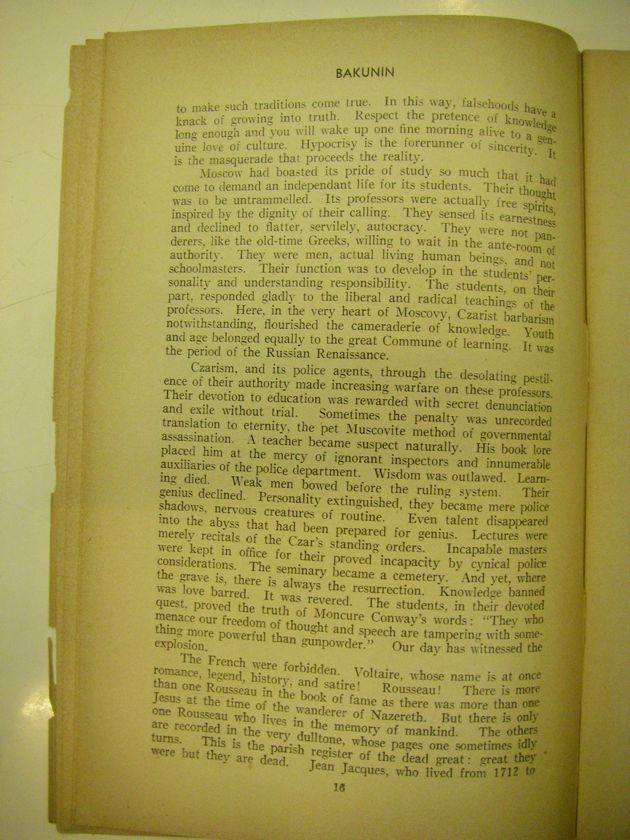 BAKUNIN
to make such traditions come true. In this way, falsehoods have a
knack of growing into truth. Respect the pretence of knowledge
long enough and you will wake up one fine morning alive to a gen-
uine love of culture. Hypocrisy is the forerunner of sincerity. It
is the masquerade that proceeds the reality.
Moscow had boasted its pride of study so much that it had
come to demand an independant life for its students. Their thought
was to be untrammelled. Its professors were actually free spirits,
inspired by the dignity of their calling. They sensed its earnestness
and declined to flatter, servilely, autocracy. They were not pan-
derers, like the old-time Greeks, willing to wait in the ante-room of
authority. They were men, actual living human beings, and not
schoolmasters. Their function was to develop in the students' per-
sonality and understanding responsibility. The students, on their
part, responded gladly to the liberal and radical teachings of the
professors. Here, in the very heart of Moscovy, Czarist barbarism
notwithstanding, flourished the cameraderie of knowledge. Youth
and age belonged equally to the great Commune of learning. It was
the period of the Russian Renaissance.
Czarism, and its police agents, through the desolating pestil-
ence of their authority made increasing warfare on these professors.
Their devotion to education was rewarded with secret denunciation
and exile without trial. Sometimes the penalty was unrecorded
translation to eternity, the pet Muscovite method of governmental
assassination. A teacher became suspect naturally. His book lore
placed him at the mercy of ignorant inspectors and innumerable
auxiliaries of the police department. Wisdom was outlawed. Learn-
ing died. Weak men bowed before the ruling system. Their
genius declined. Personality extinguished, they became mere police
shadows, nervous creatures of routine. Even talent disappeared
into the abyss that had been prepared for genius. Lectures were
merely recitals of the Czar's standing orders. Incapable masters
were kept in office for their proved incapacity by cynical police
considerations. The seminary became a cemetery. And yet, where
the grave is, there is always the resurrection. Knowledge banned
was love barred. It was revered. The students, in their devoted
quest, proved the truth of Moncure Conway's words: "They who
menace our freedom of thought and speech are tampering with some-
thing more powerful than gunpowder." Our day has witnessed the
explosion.
The French were forbidden. Voltaire, whose name is at once
romance, legend, history, and satire! Rousseau! There is more
than one Rousseau in the book of fame as there was more than one
Jesus at the time of the wanderer of Nazereth. But there is only
one Rousseau who lives in the memory of mankind. The others
are recorded in the very dulltone, whose pages one sometimes idly
turns. This is the parish register of the dead great: great they
were but they are dead. Jean Jacques, who lived from 1712 to
16